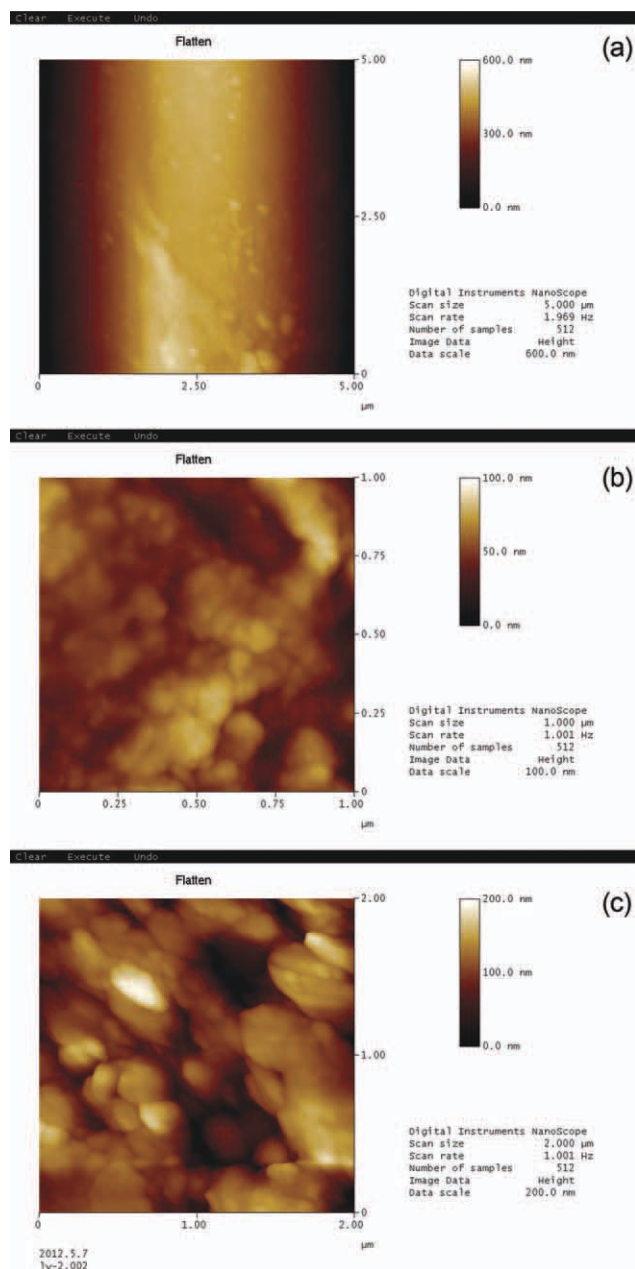 Clear Execute Undo
Flatten
(a)
5.00
600.0 nm
300.0 nm
2.50
0.0 nm
Digital Instruments NanoScope
Scan size 5.000 µm
Scan rate 1.969 Hz
Number of samples 512
Image Data Height
Data scale 600.0 nm
0
0 2.50 5.00
µm
Clear Execute Undo
Flatten
(b)
1.00
100.0 nm
0.75
50.0 nm
0.50
0.0 nm
0.25
Digital Instruments NanoScope
Scan size 1.000 µm
Scan rate 1.001 Hz
Number of samples 512
Image Data Height
Data scale 100.0 nm
0
0 0.25 0.50 0.75 1.00
µm
Clear Execute Undo
Flatten
(c)
2.00
200.0 nm
100.0 nm
1.00
0.0 nm
Digital Instruments NanoScope
Scan size 2.000 µm
Scan rate 1.001 Hz
Number of samples 512
Image Data Height
Data scale 200.0 nm
0
0 1.00 2.00
µm
2012.5.7